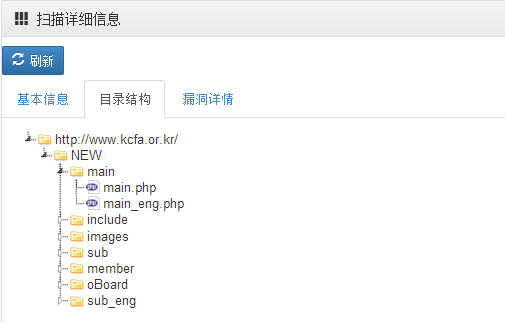 扫描详细信息
刷新
基本信息 目录结构 漏洞详情
http://www.kcfa.or.kr/
NEW
main
main.php
main_eng.php
include
images
sub
member
oBoard
sub_eng